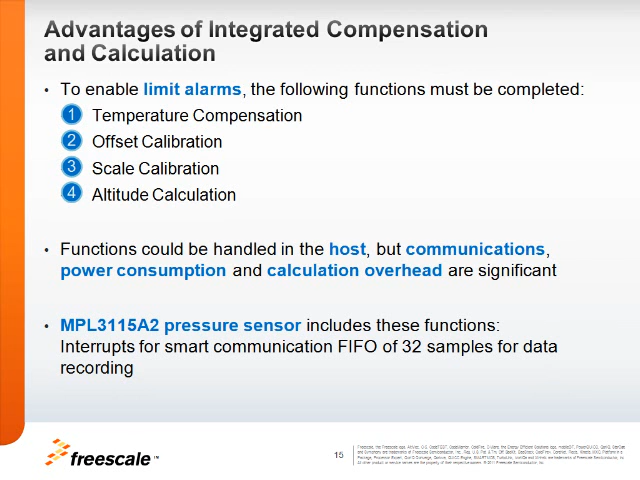 Advantages of Integrated Compensation
and Calculation
• To enable limit alarms, the following functions must be completed:
1 Temperature Compensation
2 Offset Calibration
3 Scale Calibration
4 Altitude Calculation
• Functions could be handled in the host, but communications,
power consumption and calculation overhead are significant
• MPL3115A2 pressure sensor includes these functions:
Interrupts for smart communication FIFO of 32 samples for data
recording
freescale™
15